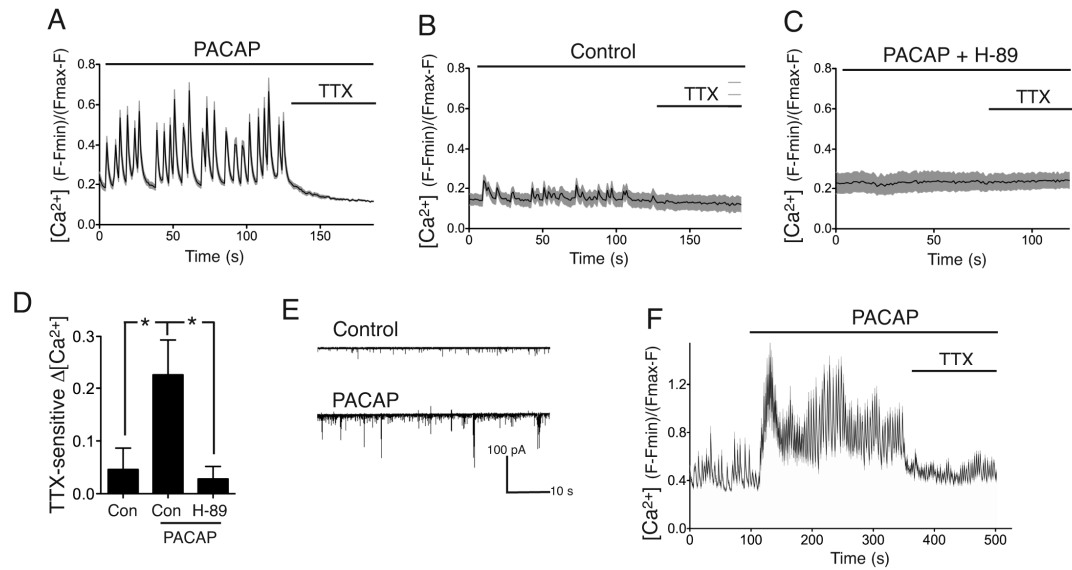 A
PACAP
TTX
[Ca²⁺] (F-Fmin)/(Fmax-F)
0.8
0.6
0.4
0.2
0.0
0
50
100
150
Time (s)
B
Control
TTX
[Ca²⁺] (F-Fmin)/(Fmax-F)
0.8
0.6
0.4
0.2
0.0
0
50
100
150
Time (s)
C
PACAP + H-89
TTX
[Ca²⁺] (F-Fmin)/(Fmax-F)
0.8
0.6
0.4
0.2
0.0
0
50
100
Time (s)
D
TTX-sensitive Δ[Ca²⁺]
0.3
0.2
0.1
0.0
* *
Con Con H-89
PACAP
E
Control
PACAP
100 pA
10 s
F
PACAP
TTX
[Ca²⁺] (F-Fmin)/(Fmax-F)
1.2
0.8
0.4
0.0
0
100
200
300
400
500
Time (s)